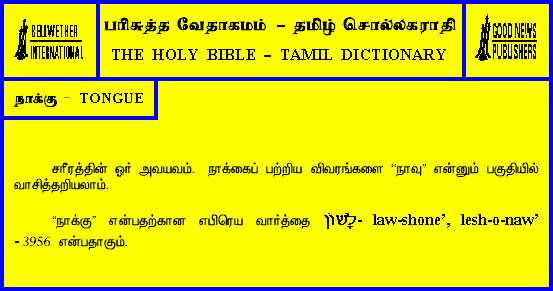 BELLWETHER
INTERNATIONAL
பரிசுத்த வேதாகமம் – தமிழ் சொல்லகராதி
THE HOLY BIBLE – TAMIL DICTIONARY
GOOD NEWS
PUBLISHERS
நாக்கு – TONGUE
சரீரத்தின் ஓர் அவயவம். நாக்கைப் பற்றிய விவரங்களை “நாவு” என்னும் பகுதியில்
வாசித்தறியலாம்.
“நாக்கு” என்பதற்கான எபிரெய வார்த்தை לָשׁוֹן- law-shone’, lesh-o-naw’
- 3956 என்பதாகும்.